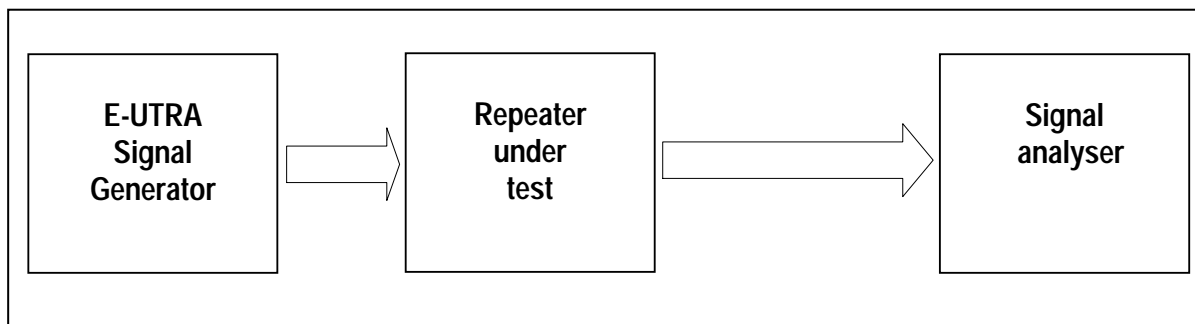 E-UTRA
Signal
Generator
Repeater
under
test
Signal
analyser